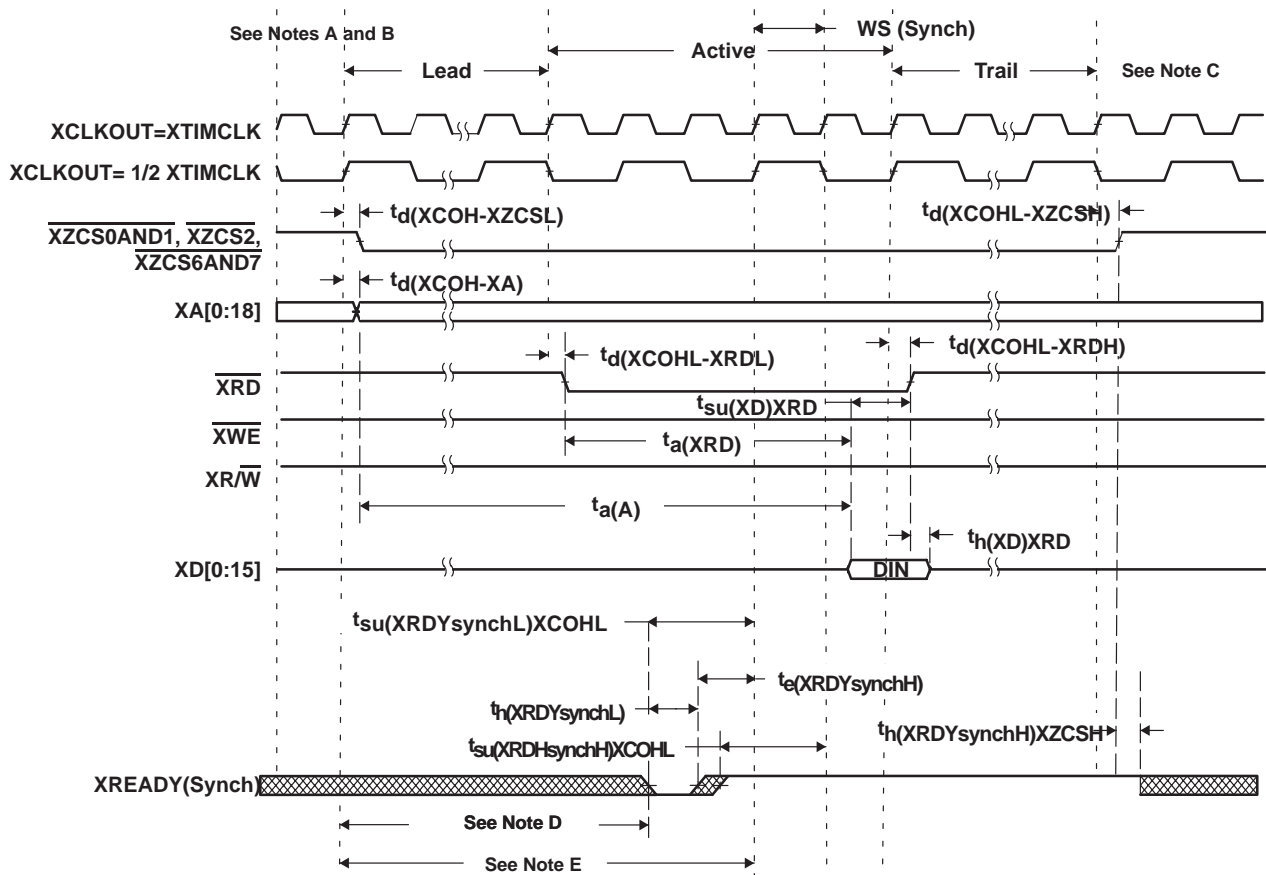 WS (Synch)
See Notes A and B
Active
Lead
Trail
See Note C
XCLKOUT=XTIMCLK
XCLKOUT= 1/2 XTIMCLK
td(XCOH-XZCSL)
td(XCOHL-XZCSH)
XZCS0AND1, XZCS2,
XZCS6AND7
td(XCOH-XA)
XA[0:18]
td(XCOHL-XRDL)
td(XCOHL-XRDH)
XRD
tsu(XD)XRD
XWE
ta(XRD)
XR/W
ta(A)
th(XD)XRD
XD[0:15]
DIN
tsu(XRDYsynchL)XCOHL
te(XRDYsynchH)
th(XRDYsynchL)
th(XRDYsynchH)XZCSH
tsu(XRDHsynchH)XCOHL
XREADY(Synch)
See Note D
See Note E